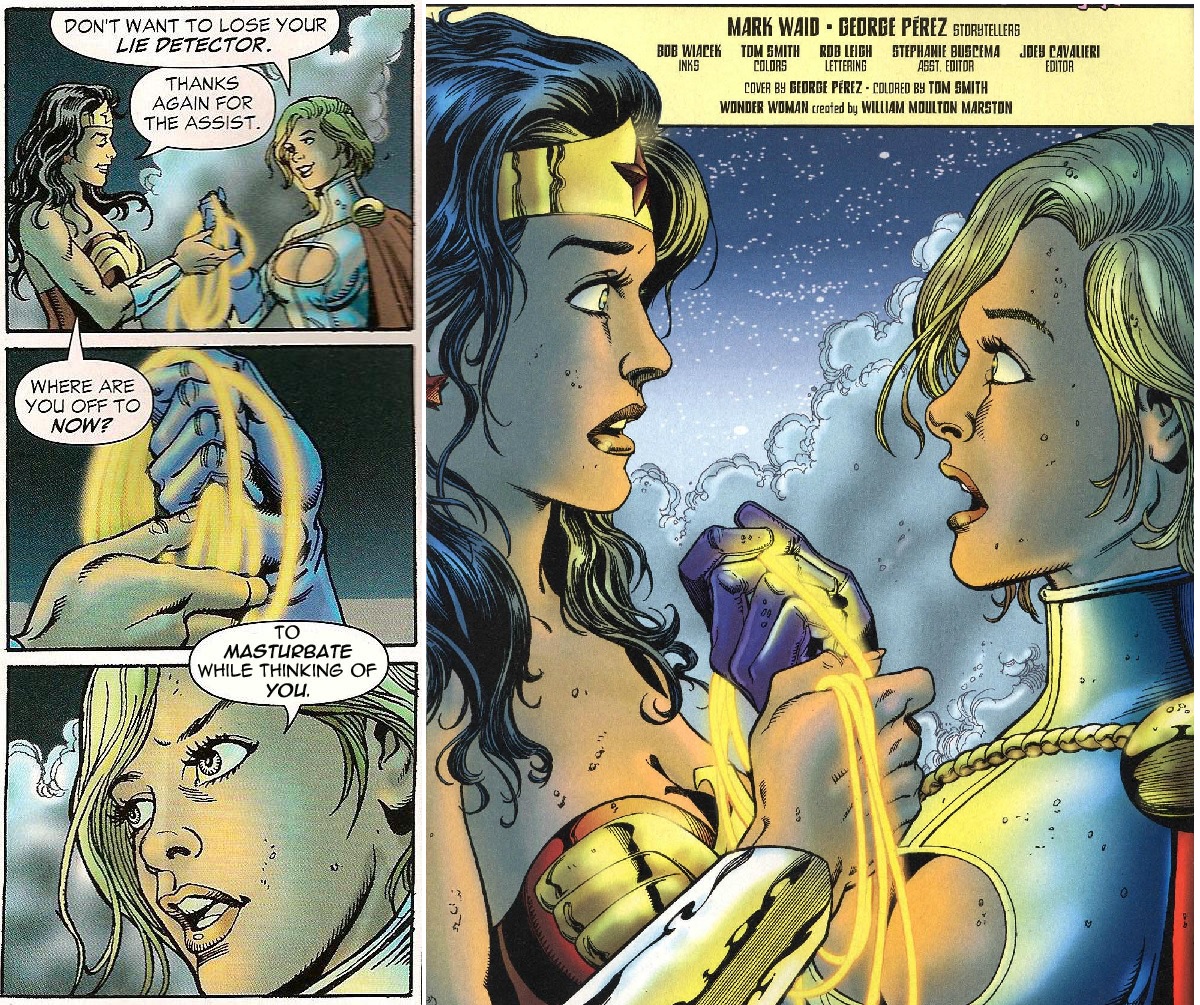 DON'T WANT TO LOSE YOUR
LIE DETECTOR.
THANKS
AGAIN FOR
THE ASSIST.
WHERE ARE
YOU OFF TO
NOW?
TO
MASTURBATE
WHILE THINKING OF
YOU.
MARK WAID • GEORGE PÉREZ STORYTELLERS
BOB WIACEK TOM SMITH ROB LEIGH STEPHANIE BUSCEMA JOEY CAVALIERI
INKS COLORS LETTERING ASST. EDITOR EDITOR
COVER BY GEORGE PÉREZ • COLORED BY TOM SMITH
WONDER WOMAN created by WILLIAM MOULTON MARSTON